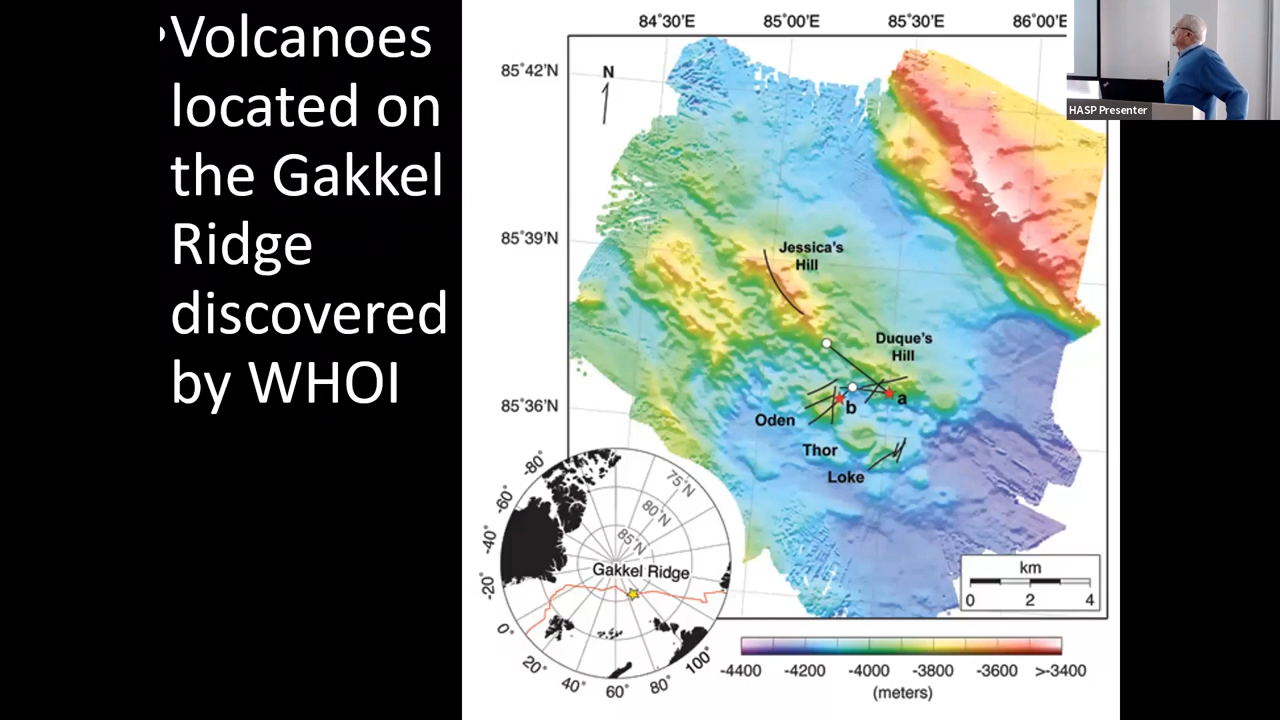 Volcanoes
located on
the Gakkel
Ridge
discovered
by WHOI
84˚30'E
85˚00'E
85˚30'E
86˚00'E
HASP Presenter
85˚42'N
N
85˚39'N
Jessica's
Hill
Duque's
Hill
85˚36'N
a
b
Oden
Thor
Loke
-80˚
-60˚
-40˚
-20˚
0˚
20˚
40˚
60˚
80˚
100˚
75˚N
80˚N
85˚N
Gakkel Ridge
km
0 2 4
-4400 -4200 -4000 -3800 -3600 >-3400
(meters)